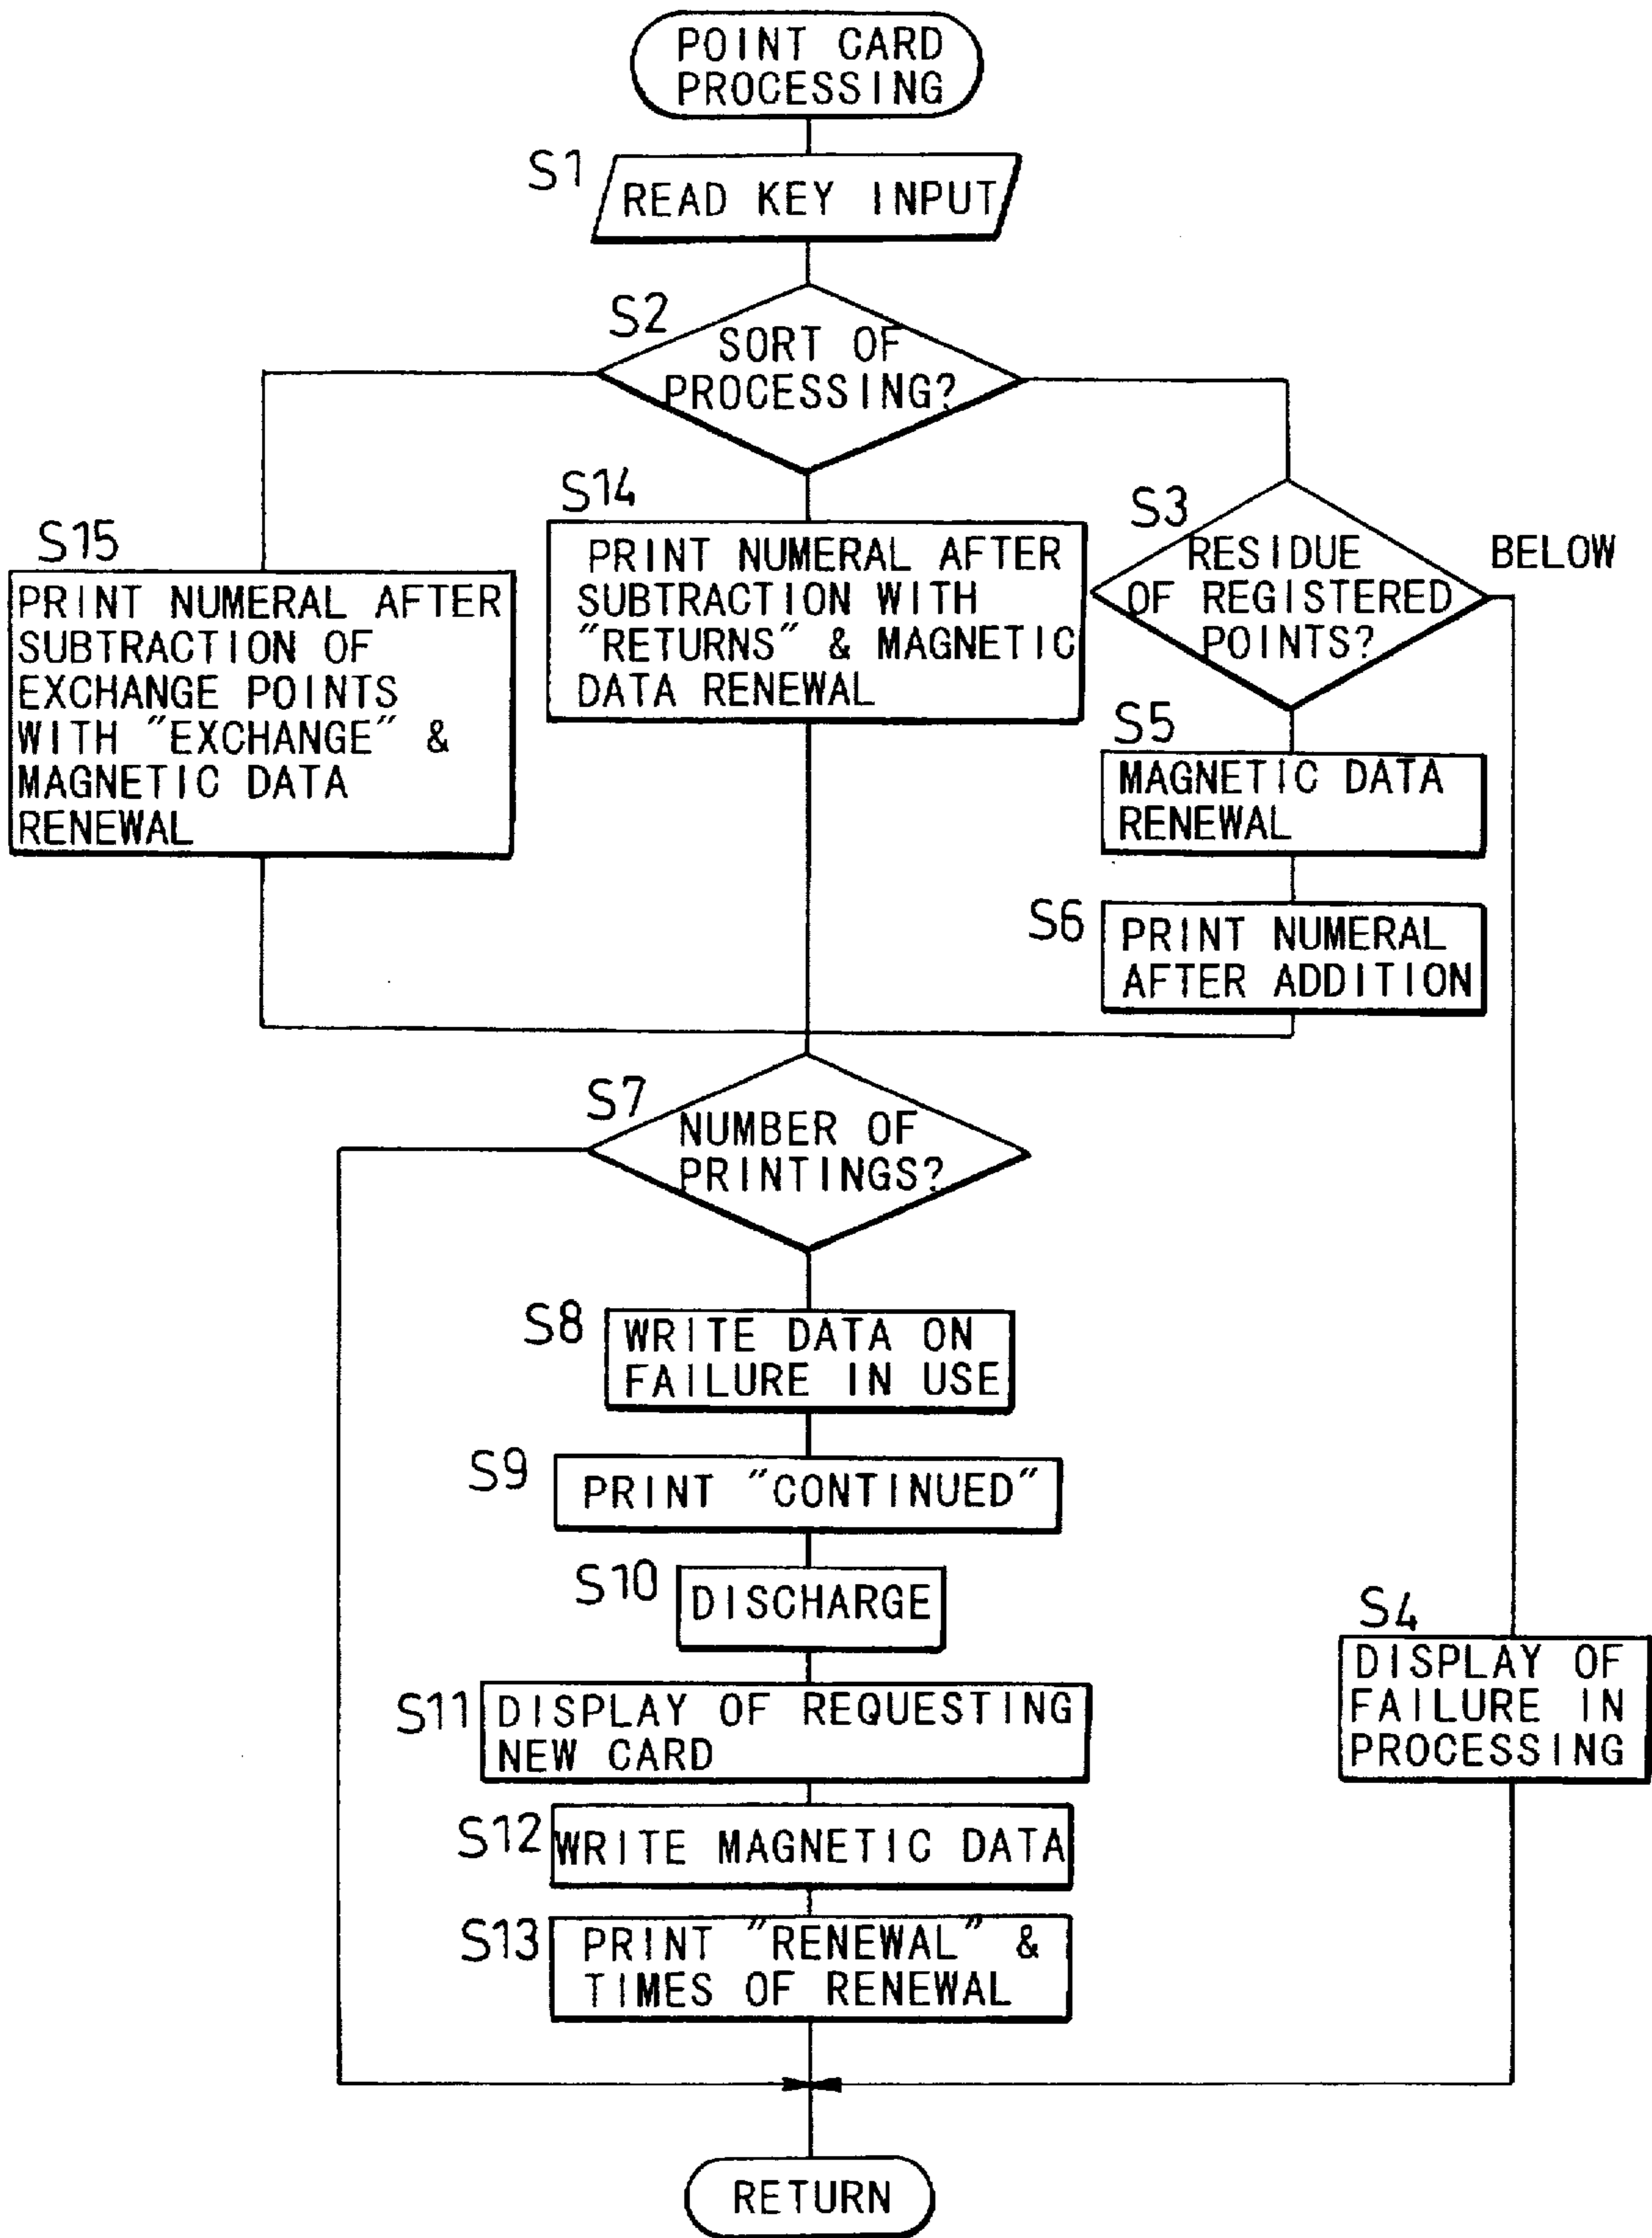 POINT CARD
PROCESSING
S1
READ KEY INPUT
S2
SORT OF
PROCESSING?
S15
PRINT NUMERAL AFTER
SUBTRACTION OF
EXCHANGE POINTS
WITH "EXCHANGE" &
MAGNETIC DATA
RENEWAL
S14
PRINT NUMERAL AFTER
SUBTRACTION WITH
"RETURNS" & MAGNETIC
DATA RENEWAL
S3
RESIDUE
OF REGISTERED
POINTS?
BELOW
S5
MAGNETIC DATA
RENEWAL
S6
PRINT NUMERAL
AFTER ADDITION
S7
NUMBER OF
PRINTINGS?
S8
WRITE DATA ON
FAILURE IN USE
S9
PRINT "CONTINUED"
S10
DISCHARGE
S4
DISPLAY OF
FAILURE IN
PROCESSING
S11
DISPLAY OF REQUESTING
NEW CARD
S12
WRITE MAGNETIC DATA
S13
PRINT "RENEWAL" &
TIMES OF RENEWAL
RETURN